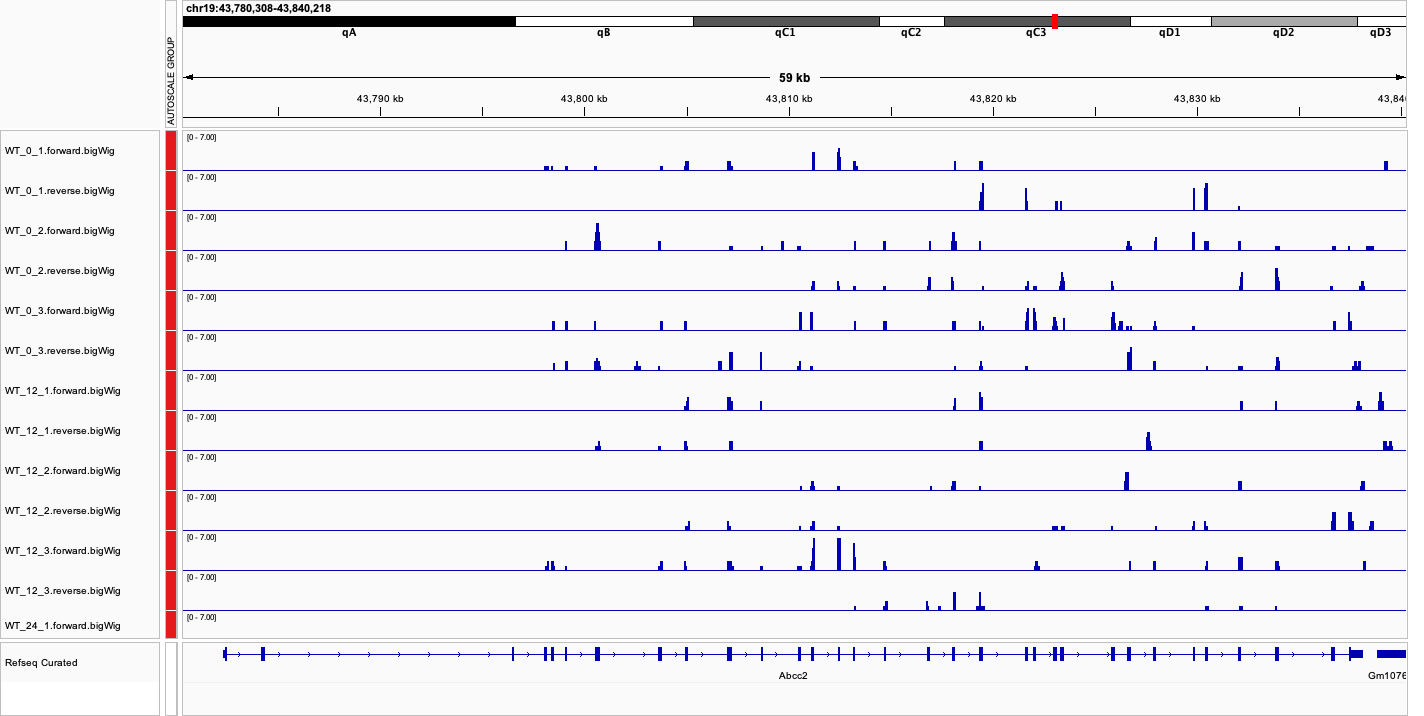 chr19:43,780,308-43,840,218
qA qB qC1 qC2 qC3 qD1 qD2 qD3
AUTOSCALE GROUP
59 kb
43,790 kb 43,800 kb 43,810 kb 43,820 kb 43,830 kb 43,840
[0 - 7.00]
WT_0_1.forward.bigWig
[0 - 7.00]
WT_0_1.reverse.bigWig
[0 - 7.00]
WT_0_2.forward.bigWig
[0 - 7.00]
WT_0_2.reverse.bigWig
[0 - 7.00]
WT_0_3.forward.bigWig
[0 - 7.00]
WT_0_3.reverse.bigWig
[0 - 7.00]
WT_12_1.forward.bigWig
[0 - 7.00]
WT_12_1.reverse.bigWig
[0 - 7.00]
WT_12_2.forward.bigWig
[0 - 7.00]
WT_12_2.reverse.bigWig
[0 - 7.00]
WT_12_3.forward.bigWig
[0 - 7.00]
WT_12_3.reverse.bigWig
[0 - 7.00]
WT_24_1.forward.bigWig
Refseq Curated
Abcc2 Gm1076